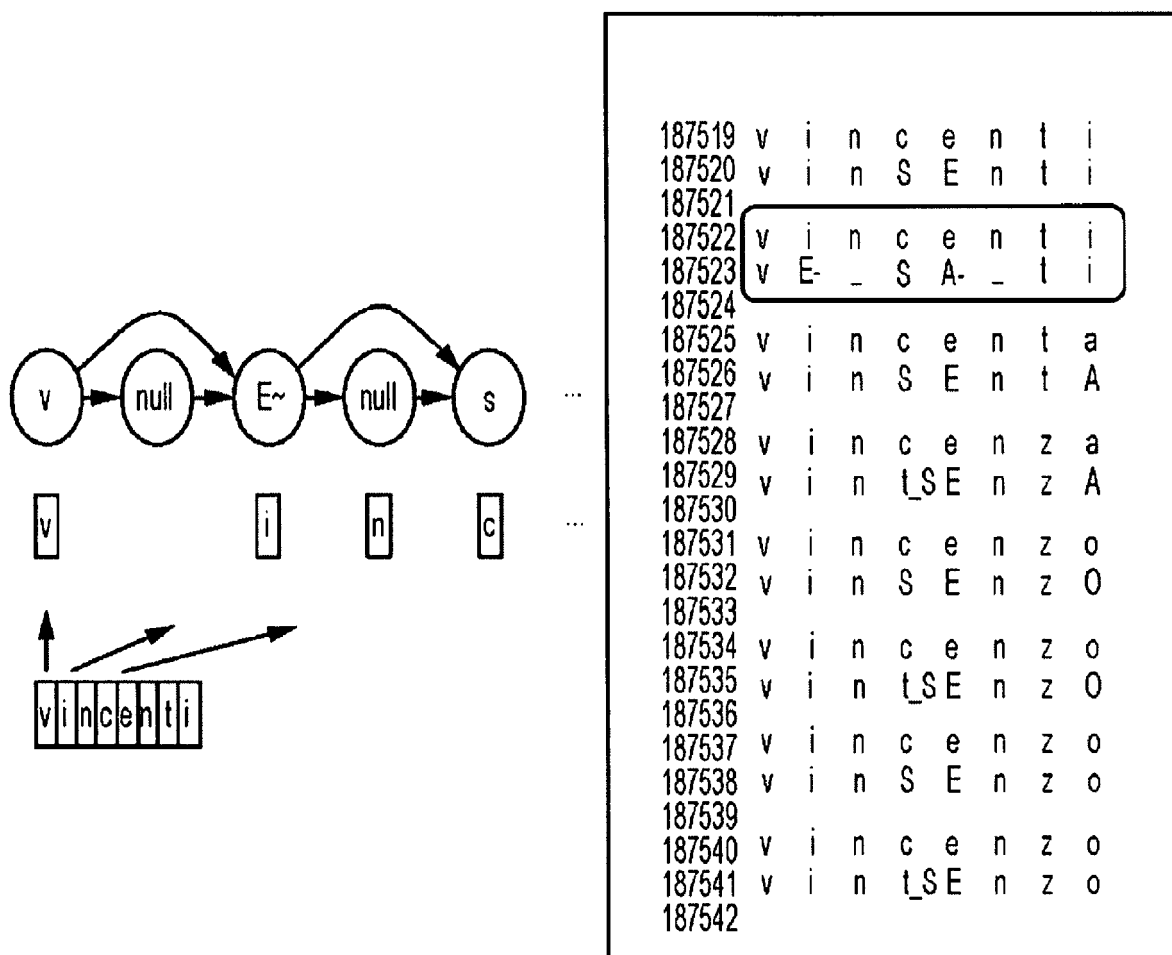 v null E~ null s ...
v i n c ...
v i n c e n t i
187519 v i n c e n t i
187520 v i n S E n t i
187521
187522 v i n c e n t i
187523 v E- _ S A- _ t i
187524
187525 v i n c e n t a
187526 v i n S E n t A
187527
187528 v i n c e n z a
187529 v i n t_S E n z A
187530
187531 v i n c e n z o
187532 v i n S E n z O
187533
187534 v i n c e n z o
187535 v i n t_S E n z O
187536
187537 v i n c e n z o
187538 v i n S E n z o
187539
187540 v i n c e n z o
187541 v i n t_S E n z o
187542